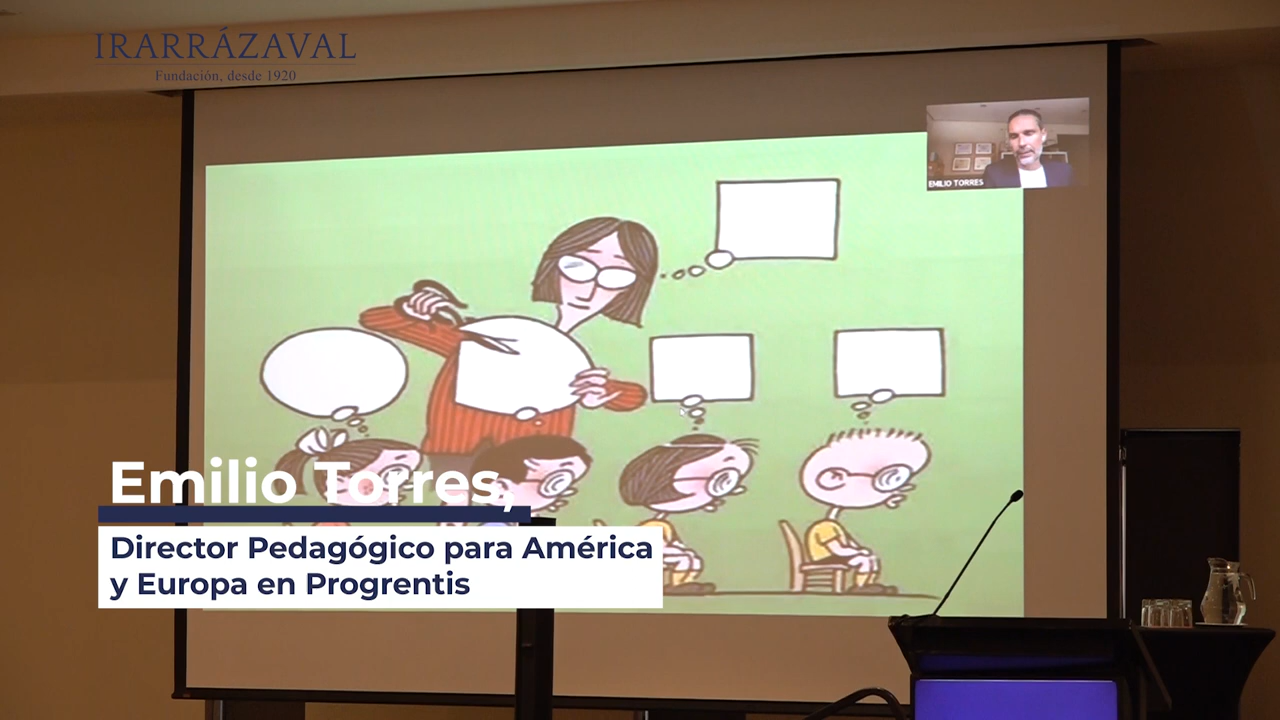 IRARRÁZAVAL
Fundación, desde 1920
EMILIO TORRES
Emilio Torres,
Director Pedagógico para América
y Europa en Progrentis